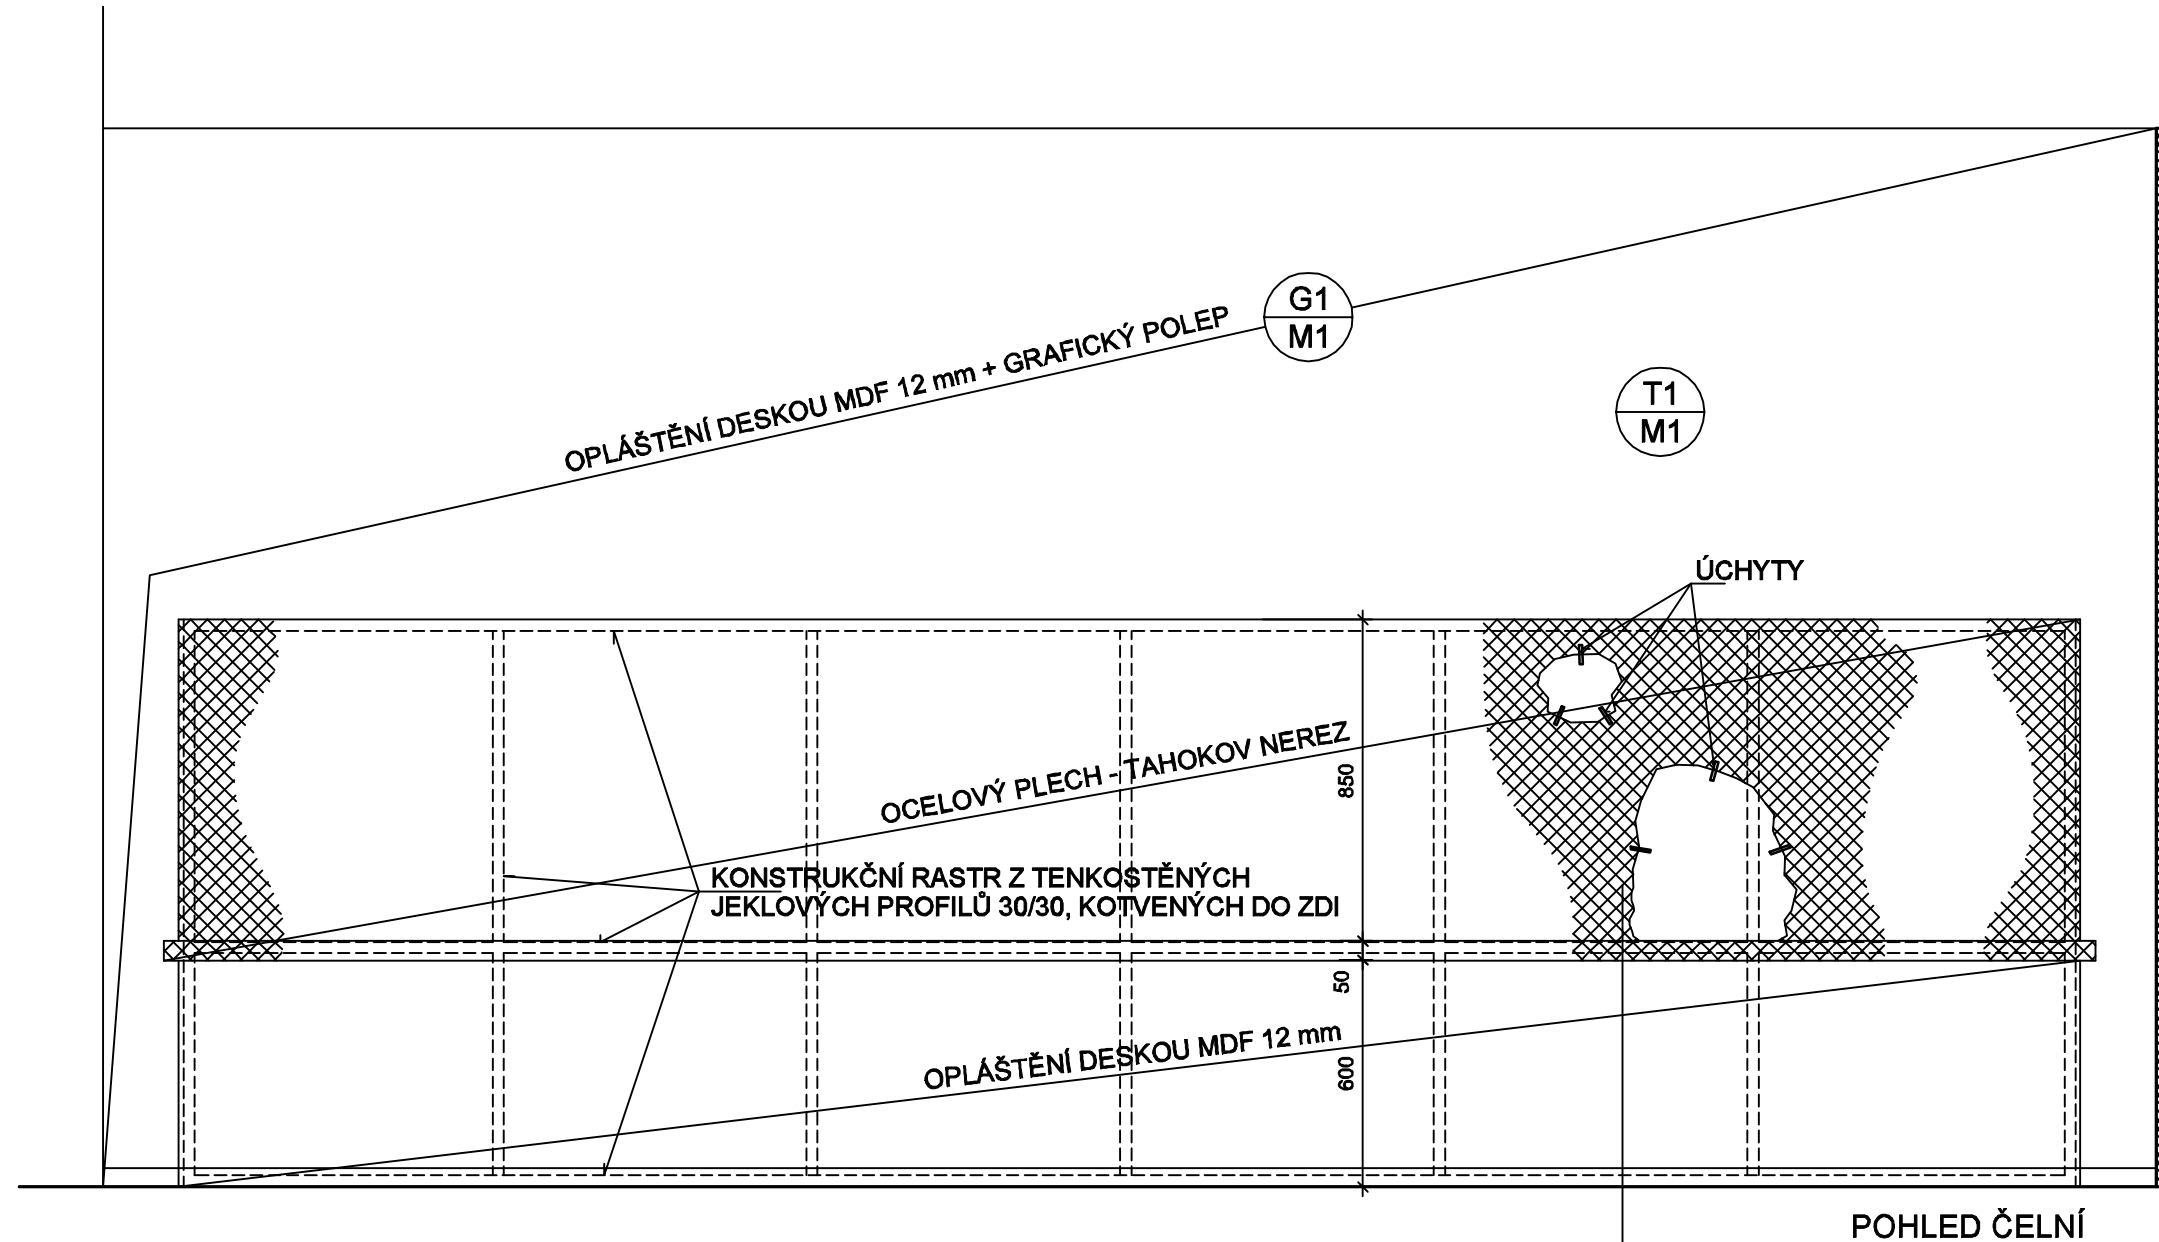 OPLÁŠTĚNÍ DESKOU MDF 12 mm + GRAFICKÝ POLEP
G1
M1
T1
M1
ÚCHYTY
OCELOVÝ PLECH - TAHOKOV NEREZ
850
KONSTRUKČNÍ RASTR Z TENKOSTĚNÝCH
JEKLOVÝCH PROFILŮ 30/30, KOTVENÝCH DO ZDI
50
OPLÁŠTĚNÍ DESKOU MDF 12 mm
600
POHLED ČELNÍ